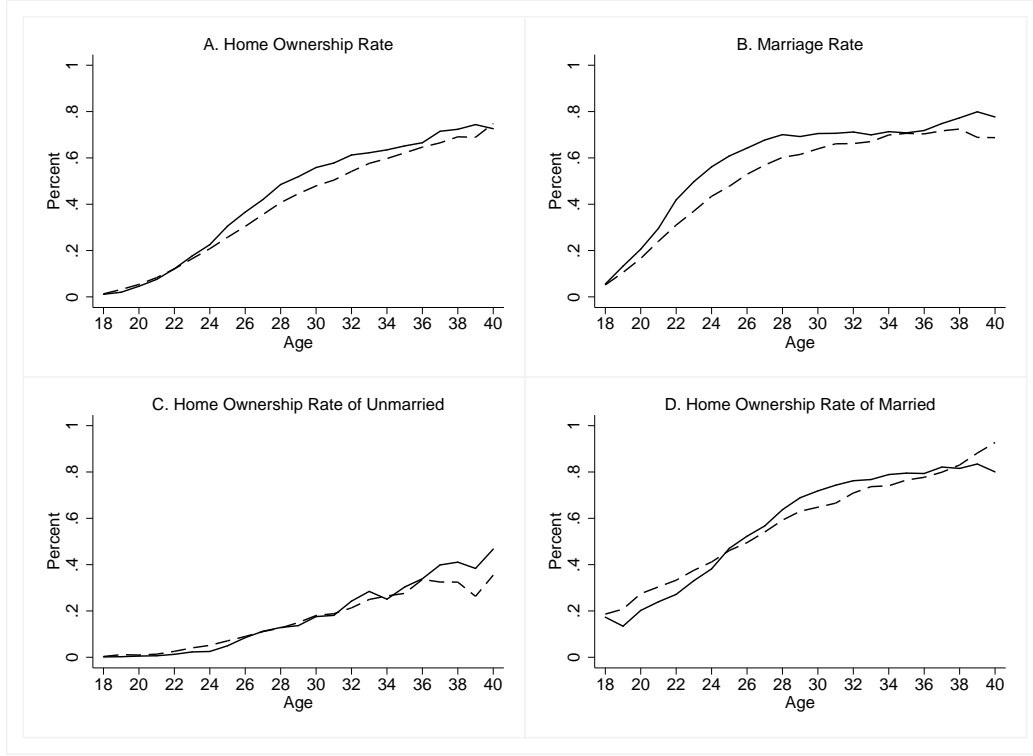 A. Home Ownership Rate
Percent
0 .2 .4 .6 .8 1
18 20 22 24 26 28 30 32 34 36 38 40
Age
B. Marriage Rate
Percent
0 .2 .4 .6 .8 1
18 20 22 24 26 28 30 32 34 36 38 40
Age
C. Home Ownership Rate of Unmarried
Percent
0 .2 .4 .6 .8 1
18 20 22 24 26 28 30 32 34 36 38 40
Age
D. Home Ownership Rate of Married
Percent
0 .2 .4 .6 .8 1
18 20 22 24 26 28 30 32 34 36 38 40
Age